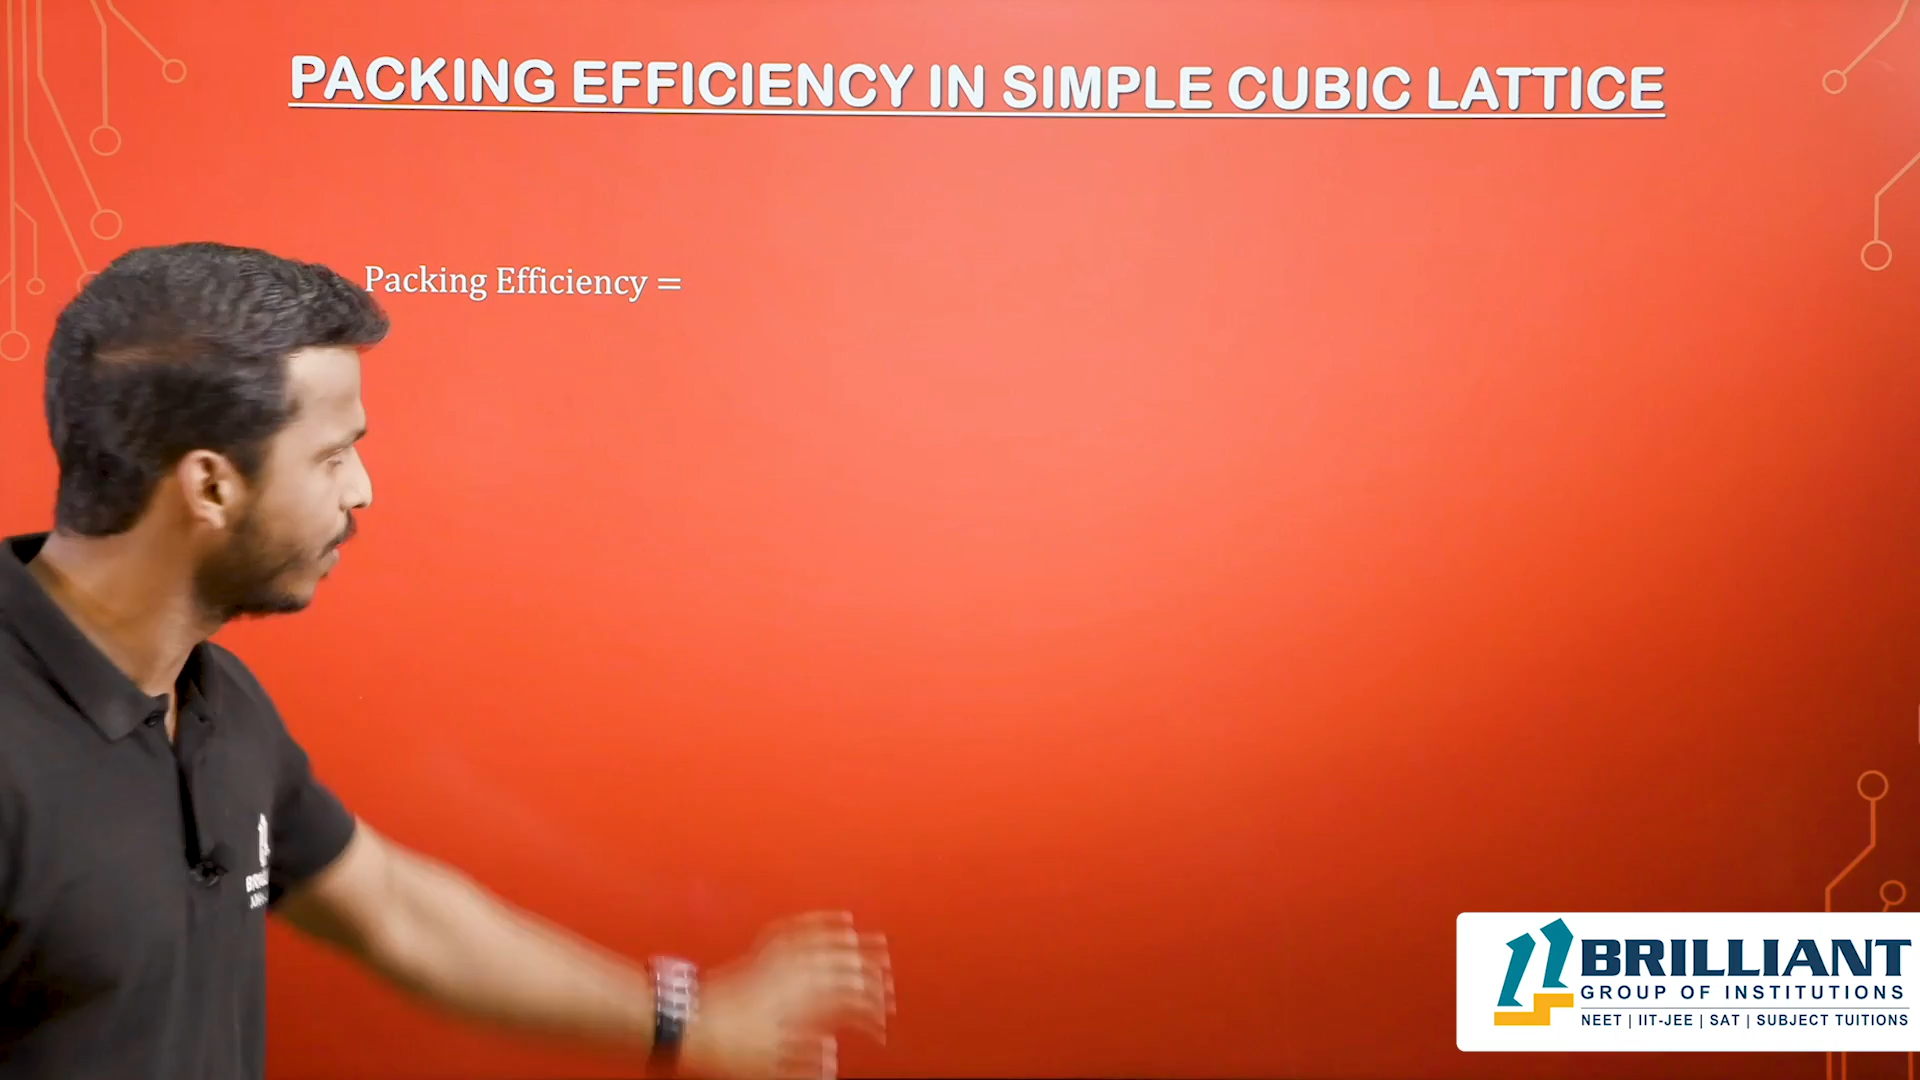 PACKING EFFICIENCY IN SIMPLE CUBIC LATTICE
Packing Efficiency =
BRILLIANT
GROUP OF INSTITUTIONS
NEET | IIT-JEE | SAT | SUBJECT TUITIONS